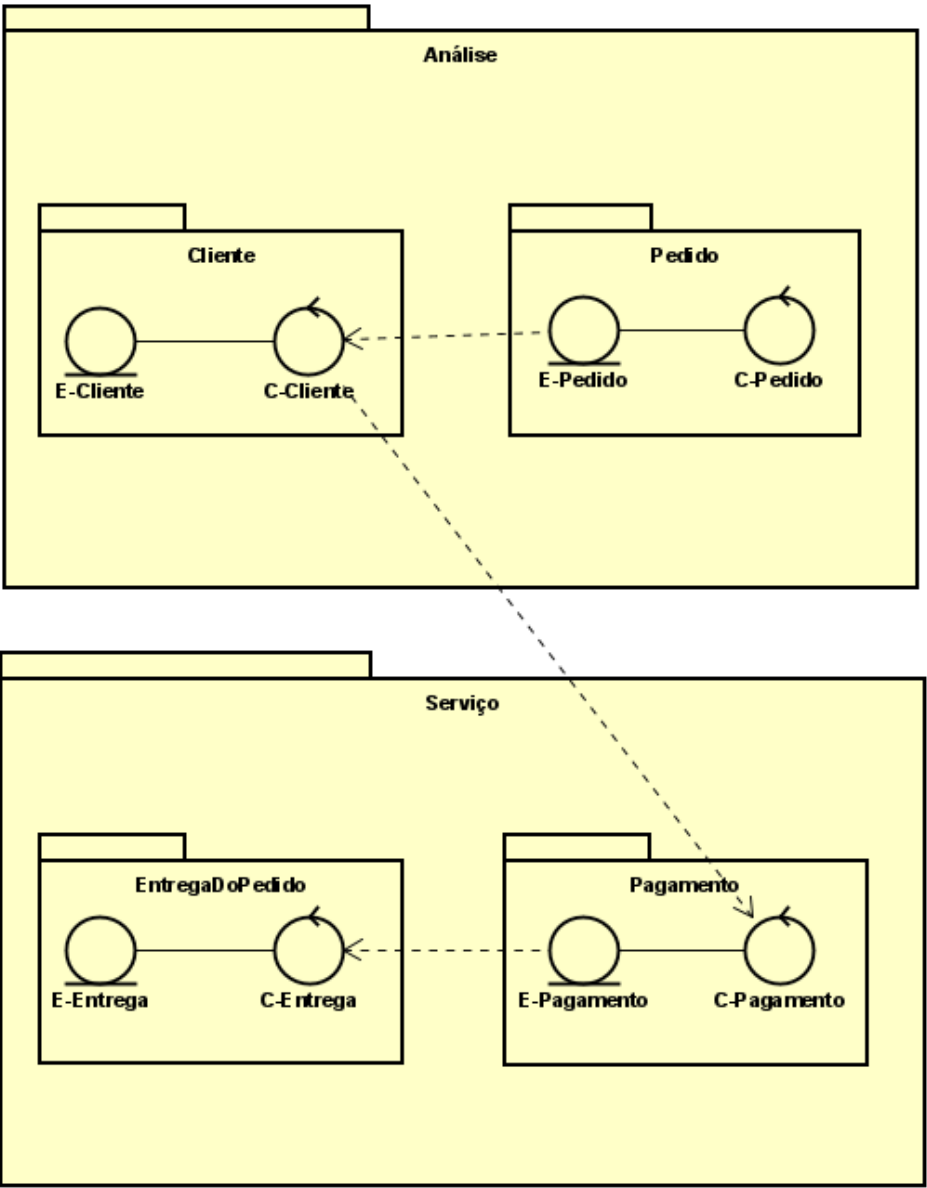 Análise
Cliente
Pedido
E-Cliente
C-Cliente
E-Pedido
C-Pedido
Serviço
EntregaDoPedido
Pagamento
E-Entrega
C-Entrega
E-Pagamento
C-Pagamento